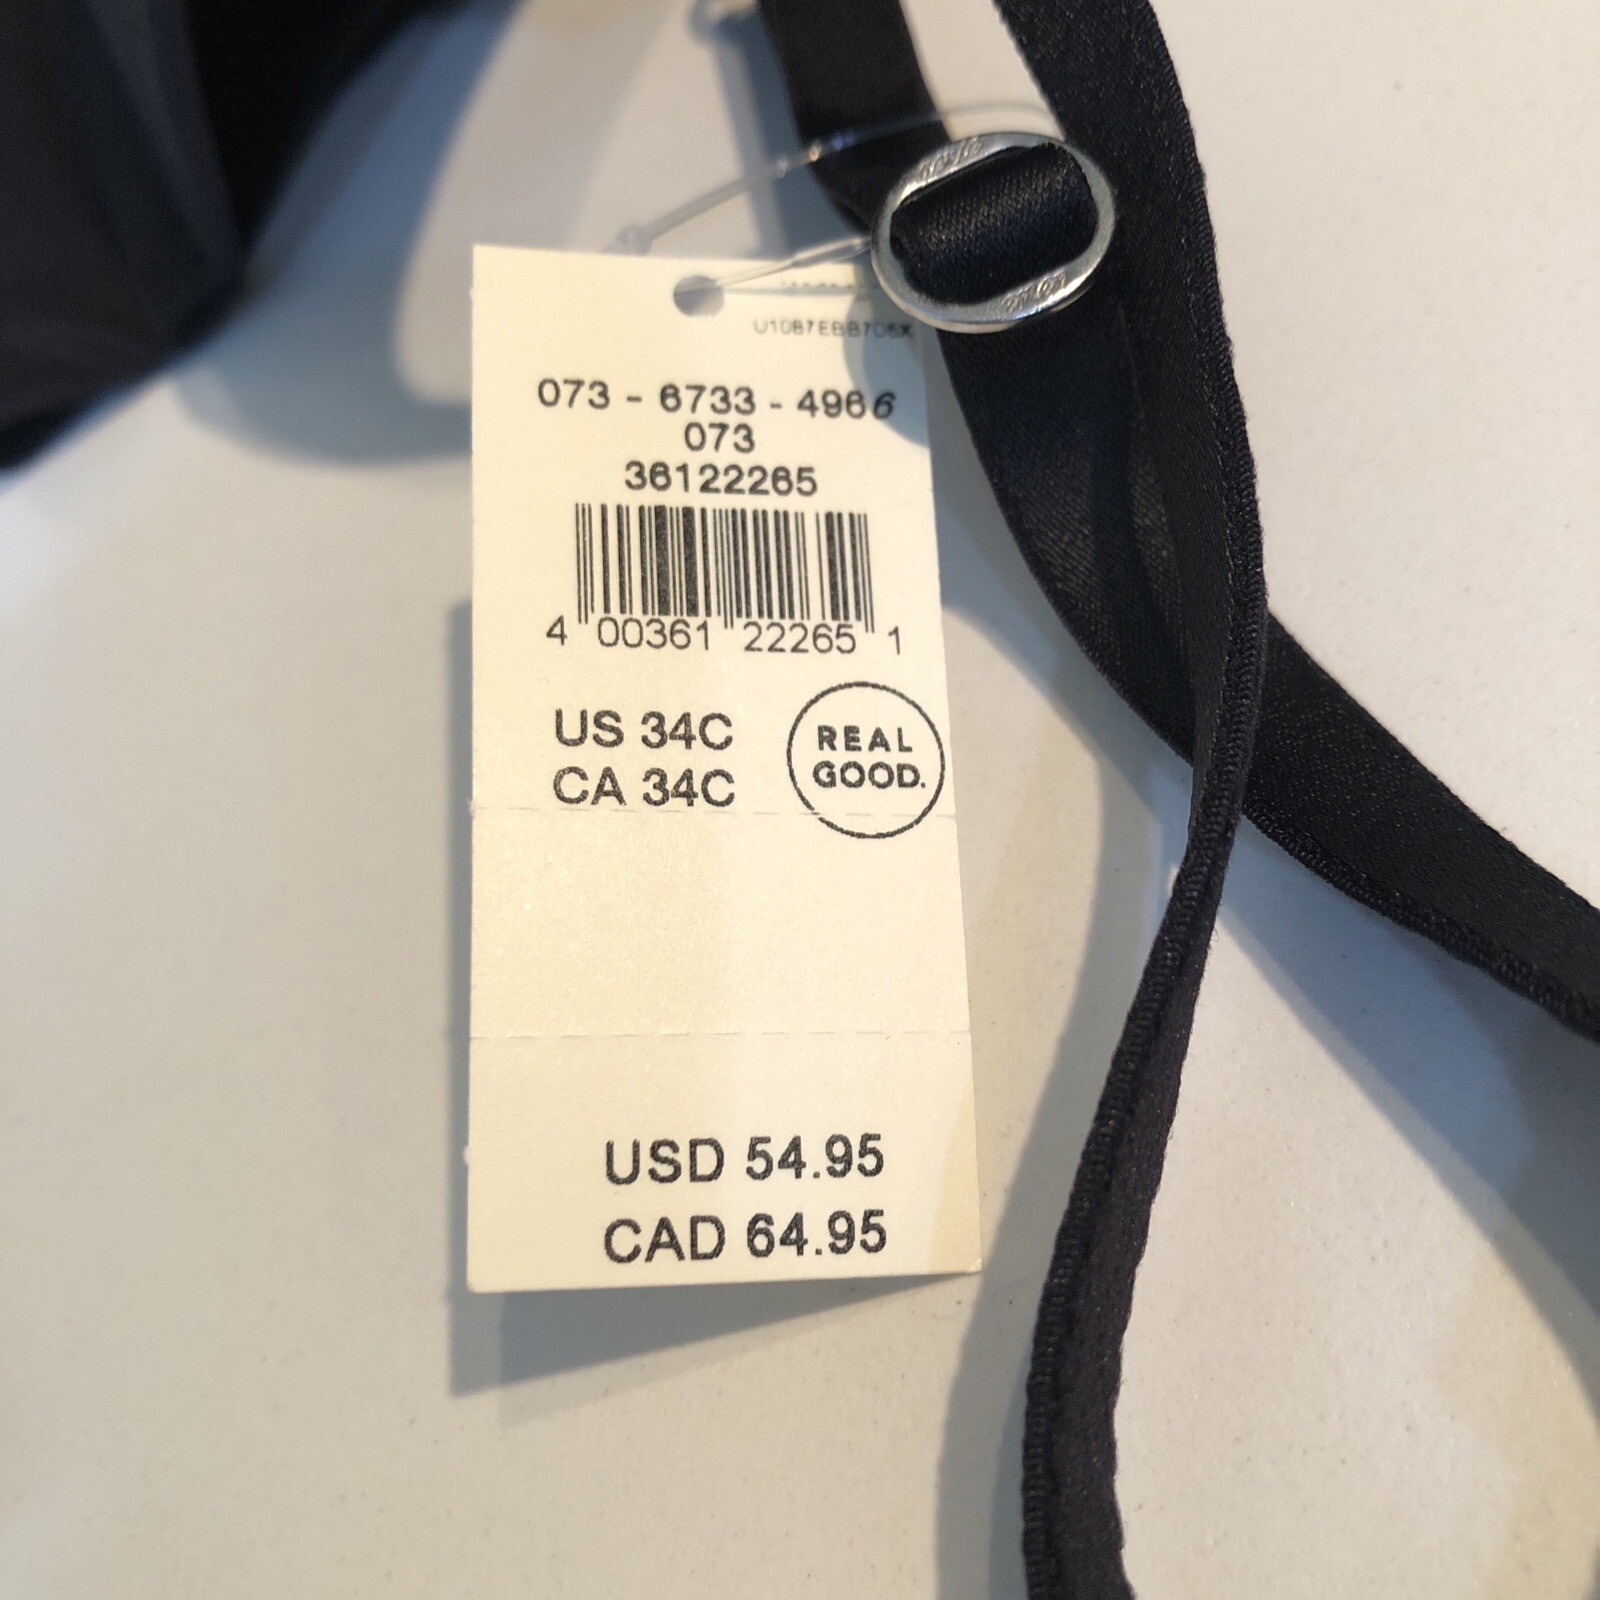 073 - 6733 - 4966
073
36122265
4 00361 22265 1
US 34C
CA 34C
REAL
GOOD.
USD 54.95
CAD 64.95